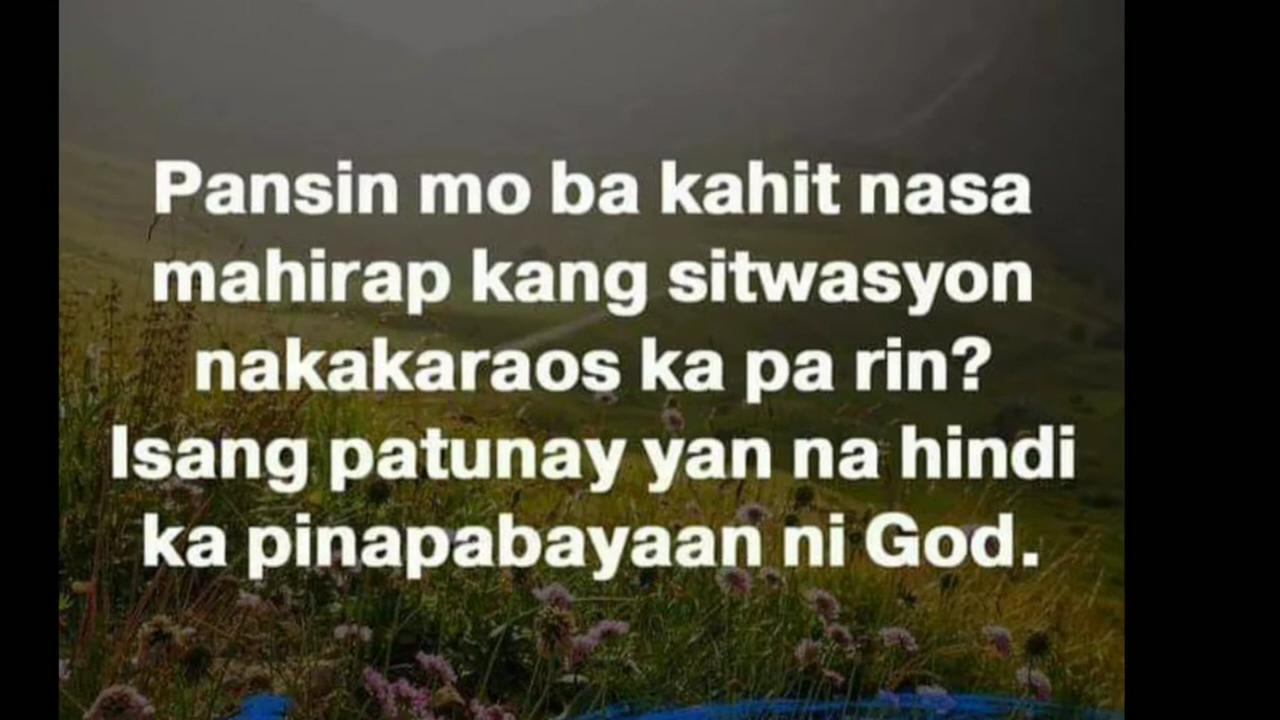 Pansin mo ba kahit nasa
mahirap kang sitwasyon
nakakaraos ka pa rin?
Isang patunay yan na hindi
ka pinapabayaan ni God.